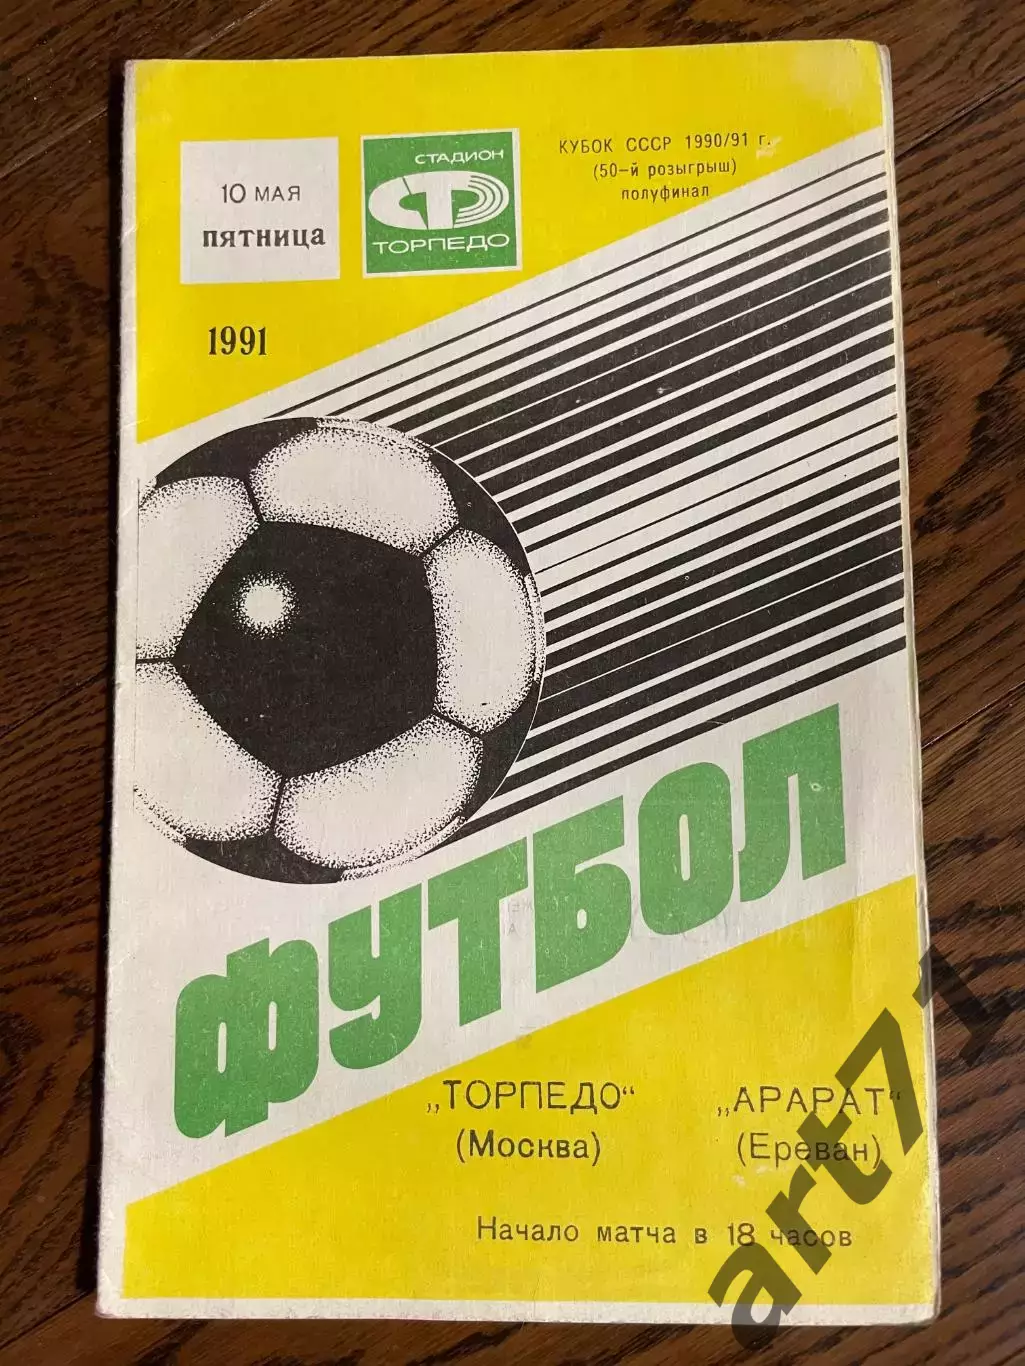 10 МАЯ
ПЯТНИЦА
1991
СТАДИОН
ТОРПЕДО
КУБОК СССР 1990/91 г.
(50-й розыгрыш)
полуфинал
ФУТБОЛ
„ТОРПЕДО“
(Москва)
„АРАРАТ“
(Ереван)
Начало матча в 18 часов
art71